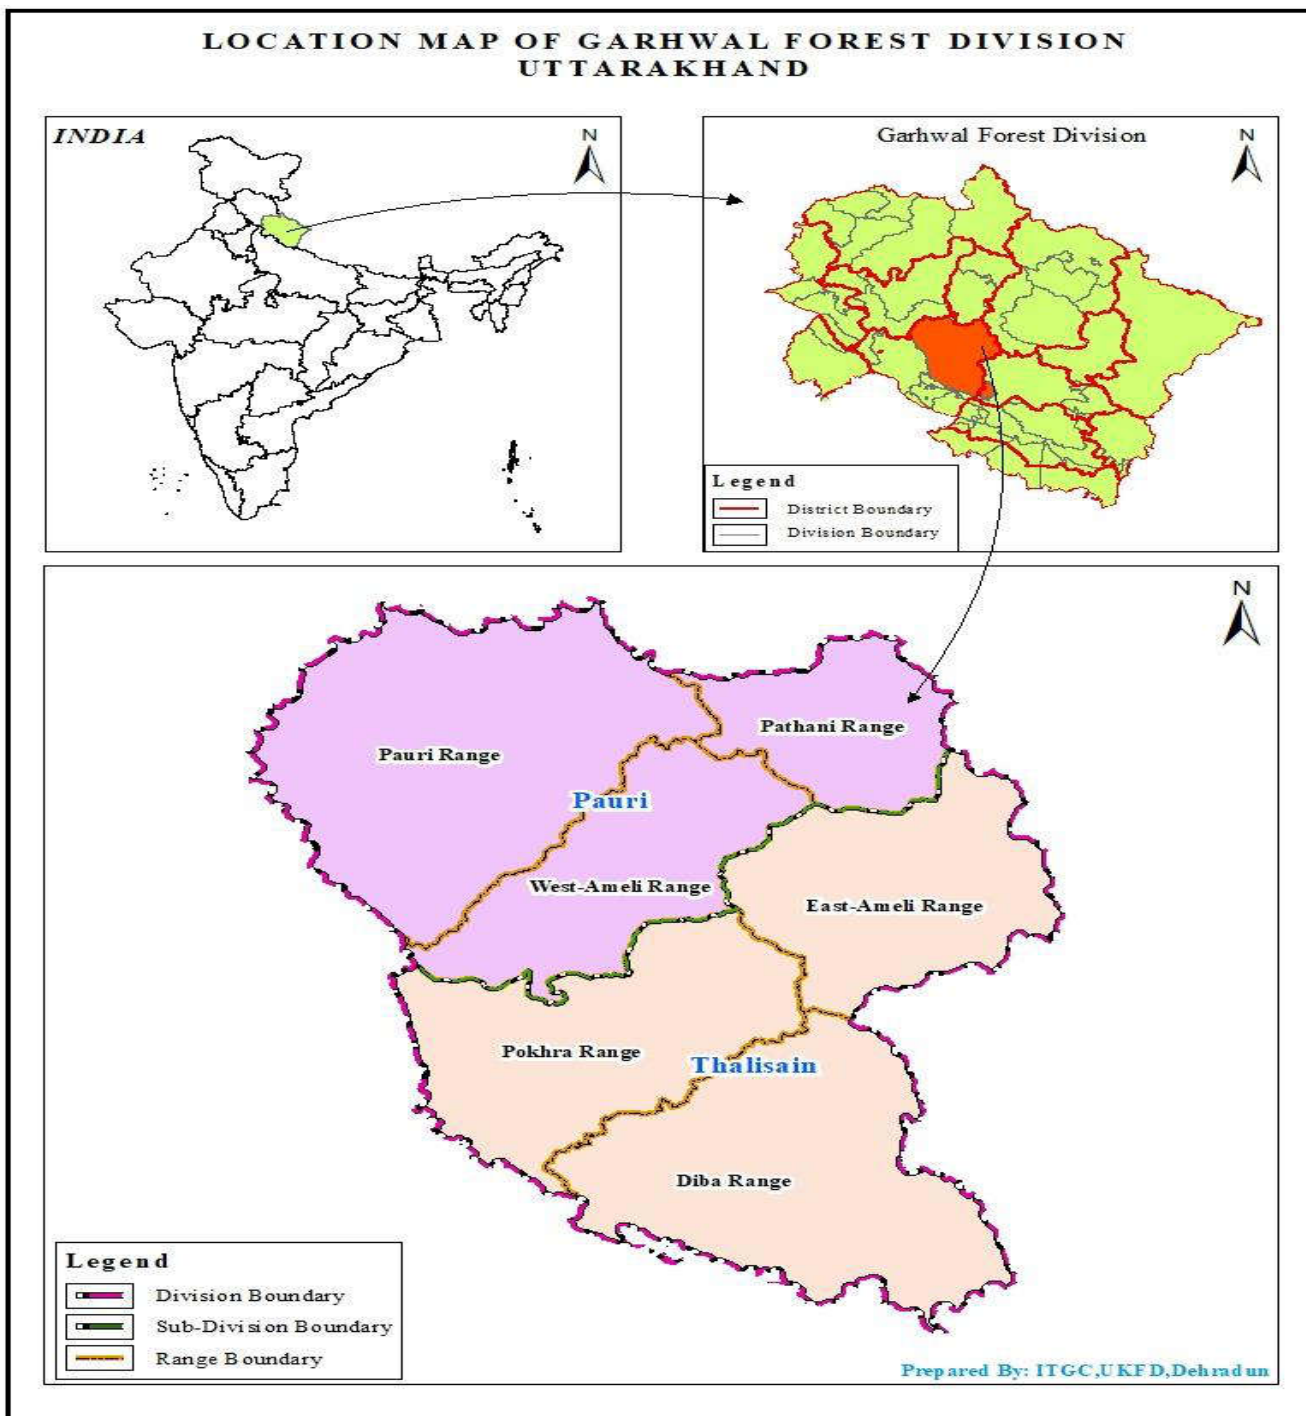 LOCATION MAP OF GARHWAL FOREST DIVISION
UTTARAKHAND
INDIA
N
Garhwal Forest Division
N
Legend
District Boundary
Division Boundary
N
Pathani Range
Pauri Range
Pauri
West-Ameli Range
East-Ameli Range
Pokhra Range
Thalisain
Diba Range
Legend
Division Boundary
Sub-Division Boundary
Range Boundary
Prepared By: ITGC,UKFD,Dehradun